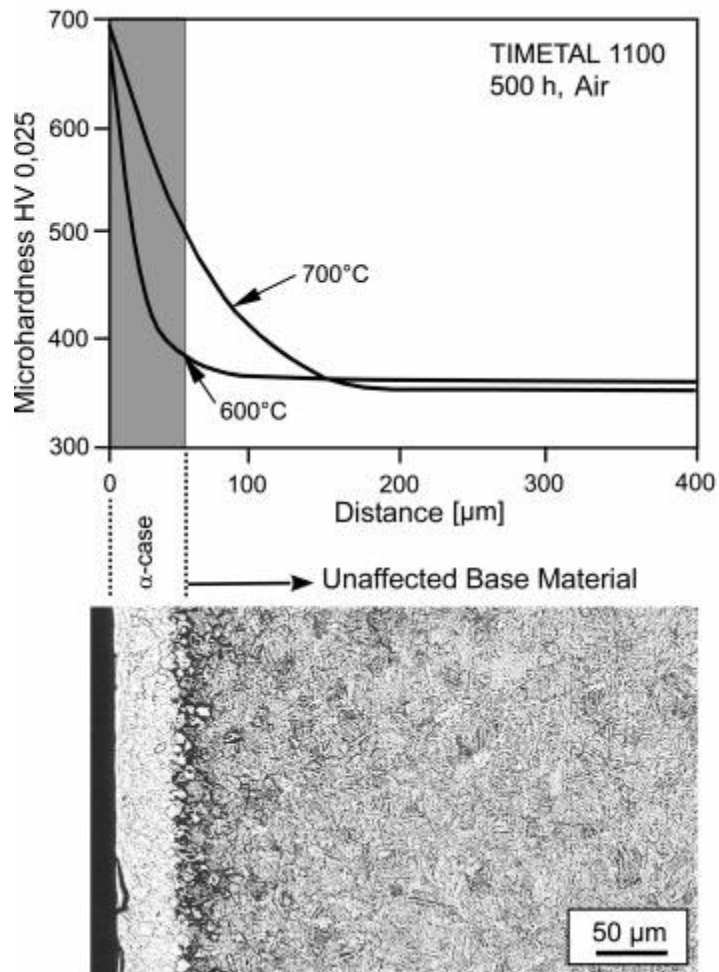 700
TIMETAL 1100
500 h, Air
600
500
700°C
400
600°C
300
Microhardness HV 0,025
0 100 200 300 400
Distance [µm]
α-case
Unaffected Base Material
50 µm